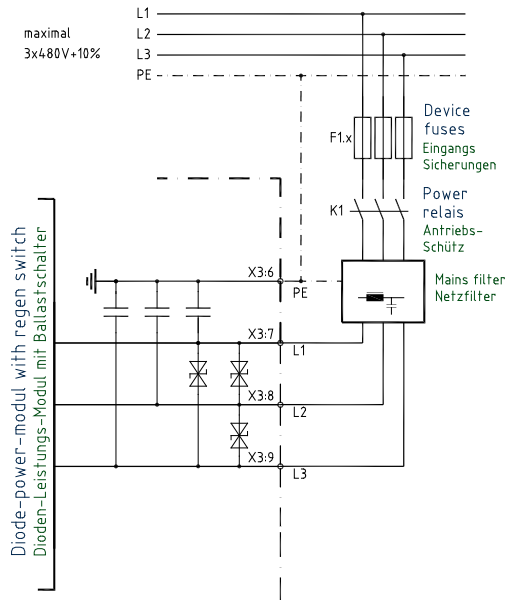 L1
maximal
L2
3x480V+10%
L3
PE
F1.x
Device
fuses
Eingangs
Sicherungen
K1
Power
relais
Antriebs-
Schütz
X3:6
PE
Mains filter
Netzfilter
X3:7
L1
X3:8
L2
X3:9
L3
Diode-power-modul with regen switch
Dioden-Leistungs-Modul mit Ballastschalter